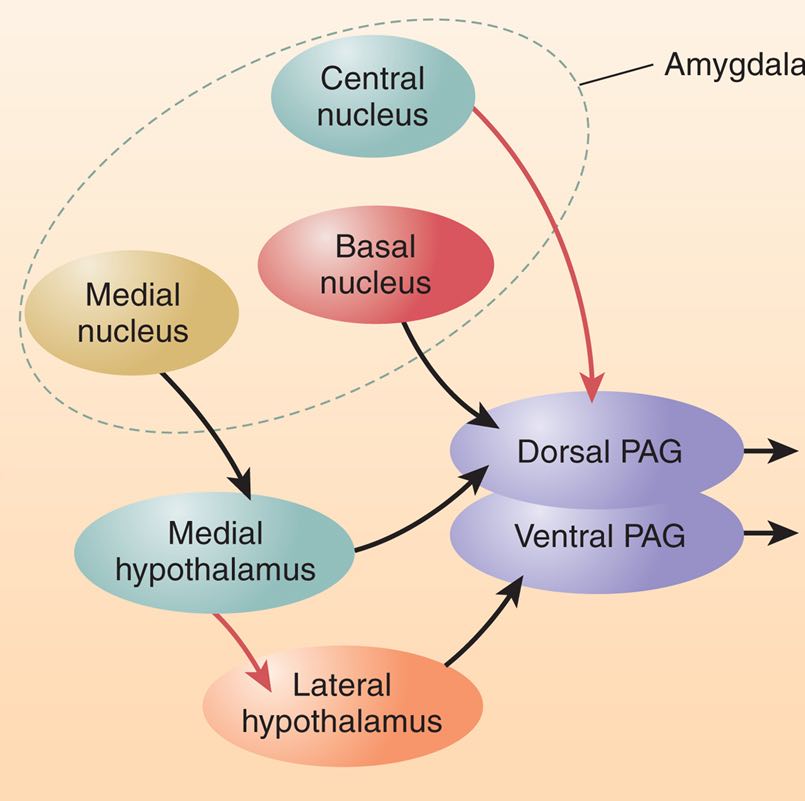 Central
nucleus
Amygdala
Basal
nucleus
Medial
nucleus
Dorsal PAG
Medial
hypothalamus
Ventral PAG
Lateral
hypothalamus